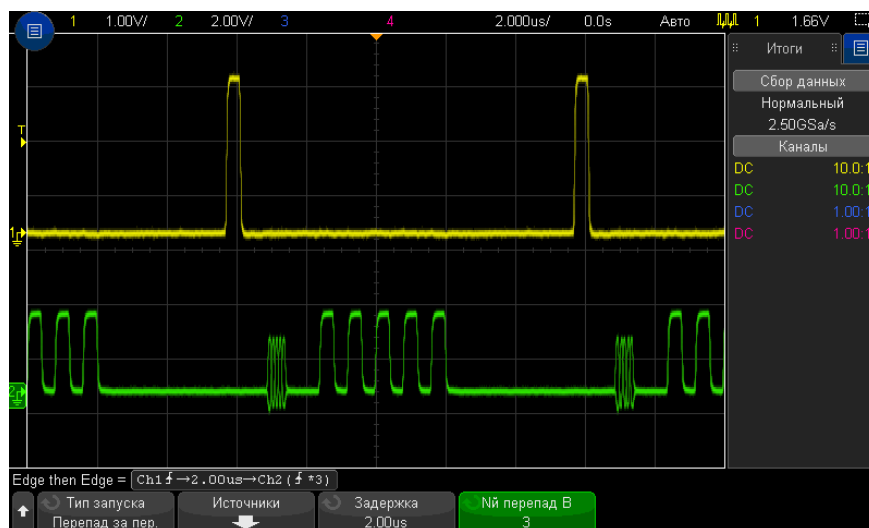 1 1.00V/ 2 2.00V/ 3 4 2.000us/ 0.0s Авто 1 1.66V
Итоги
Сбор данных
Нормальный
2.50GSa/s
Каналы
DC 10.0:1
DC 10.0:1
DC 1.00:1
DC 1.00:1
T
1
2
Edge then Edge = Ch1→2.00us→Ch2( *3)
Тип запуска Источники Задержка Nй перепад B
Перепад за пер. 2.00us 3